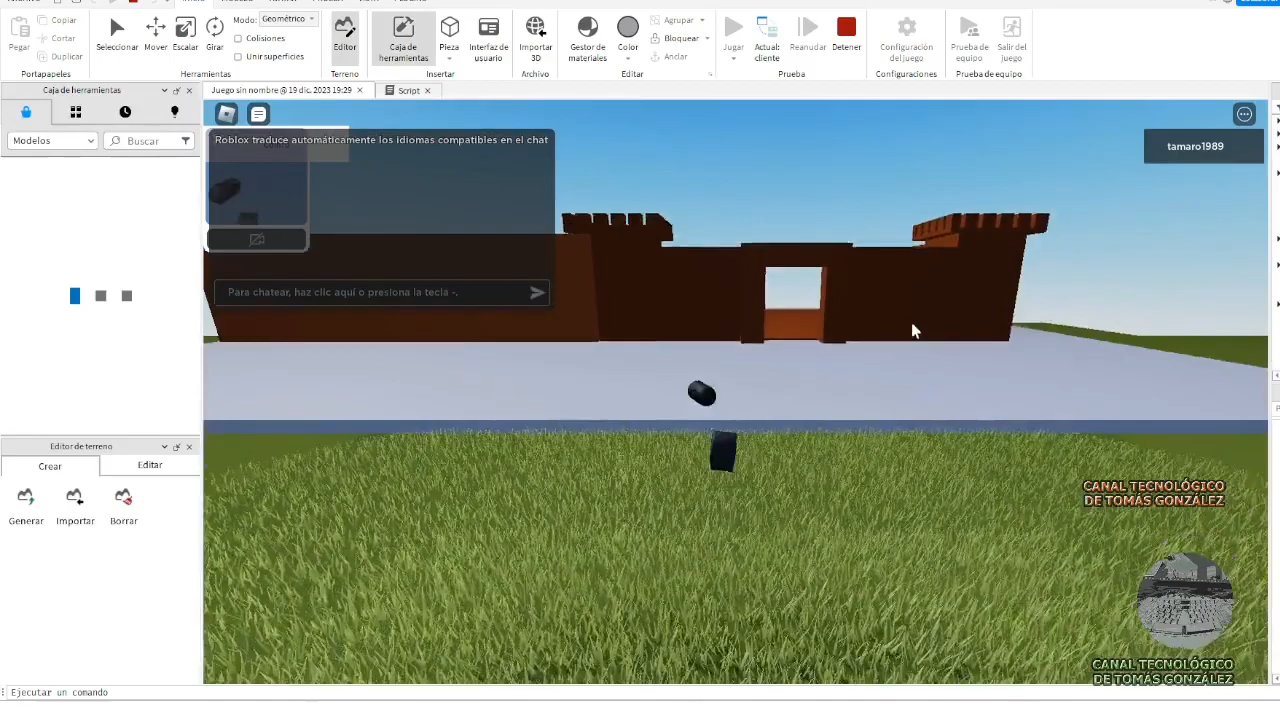 Inicio
Pegar
Copiar
Cortar
Duplicar
Portapapeles
Seleccionar
Mover
Escalar
Girar
Modo: Geométrico
Colisiones
Unir superficies
Herramientas
Editor
Terreno
Caja de herramientas
Pieza
Interfaz de usuario
Insertar
Importar 3D
Archivo
Gestor de materiales
Color
Agrupar
Bloquear
Anclar
Editar
Jugar
Actual: cliente
Reanudar
Detener
Prueba
Configuración del juego
Configuraciones
Prueba de equipo
Salir del juego
Prueba de equipo
Caja de herramientas
Modelos
Buscar
Juego sin nombre @ 19 dic. 2023 19:29
Script
Roblox traduce automáticamente los idiomas compatibles en el chat
Para chatear, haz clic aquí o presiona la tecla -.
tamaro1989
Editor de terreno
Crear
Editar
Generar
Importar
Borrar
CANAL TECNOLÓGICO
DE TOMÁS GONZÁLEZ
CANAL TECNOLÓGICO
DE TOMÁS GONZÁLEZ
Ejecutar un comando